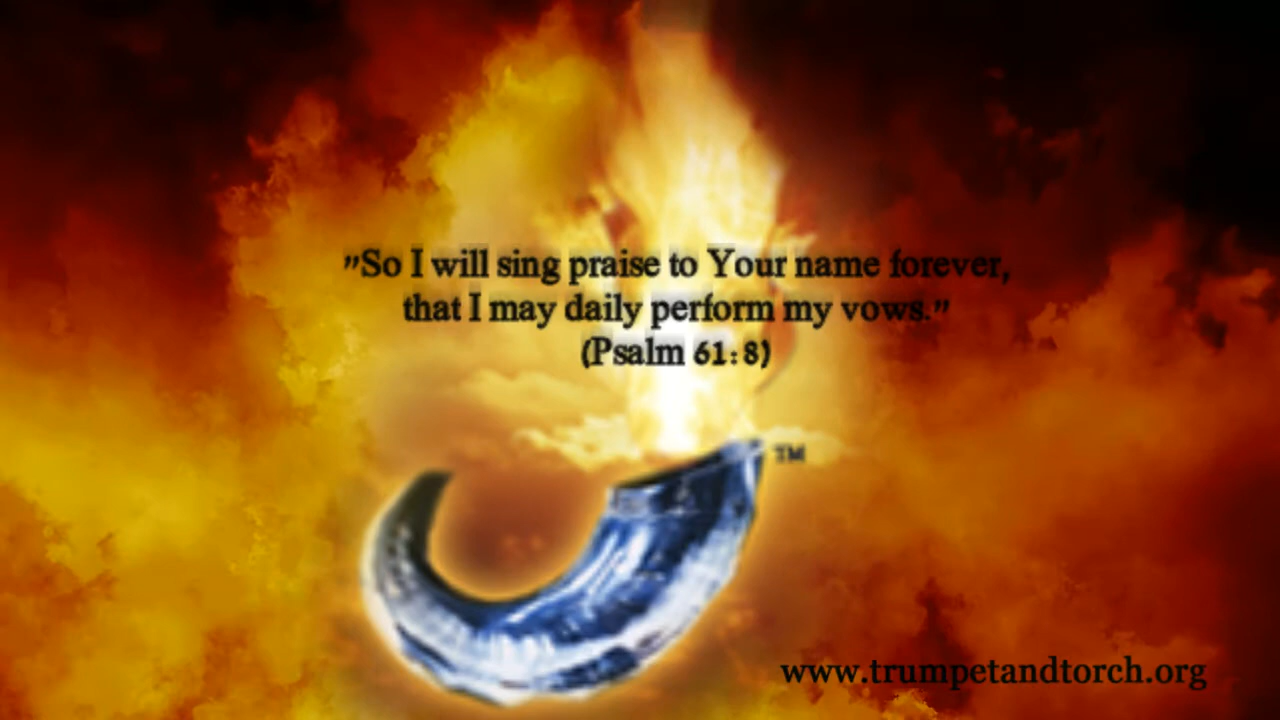 "So I will sing praise to Your name forever,
that I may daily perform my vows."
(Psalm 61:8)
TM
www.trumpetandtorch.org